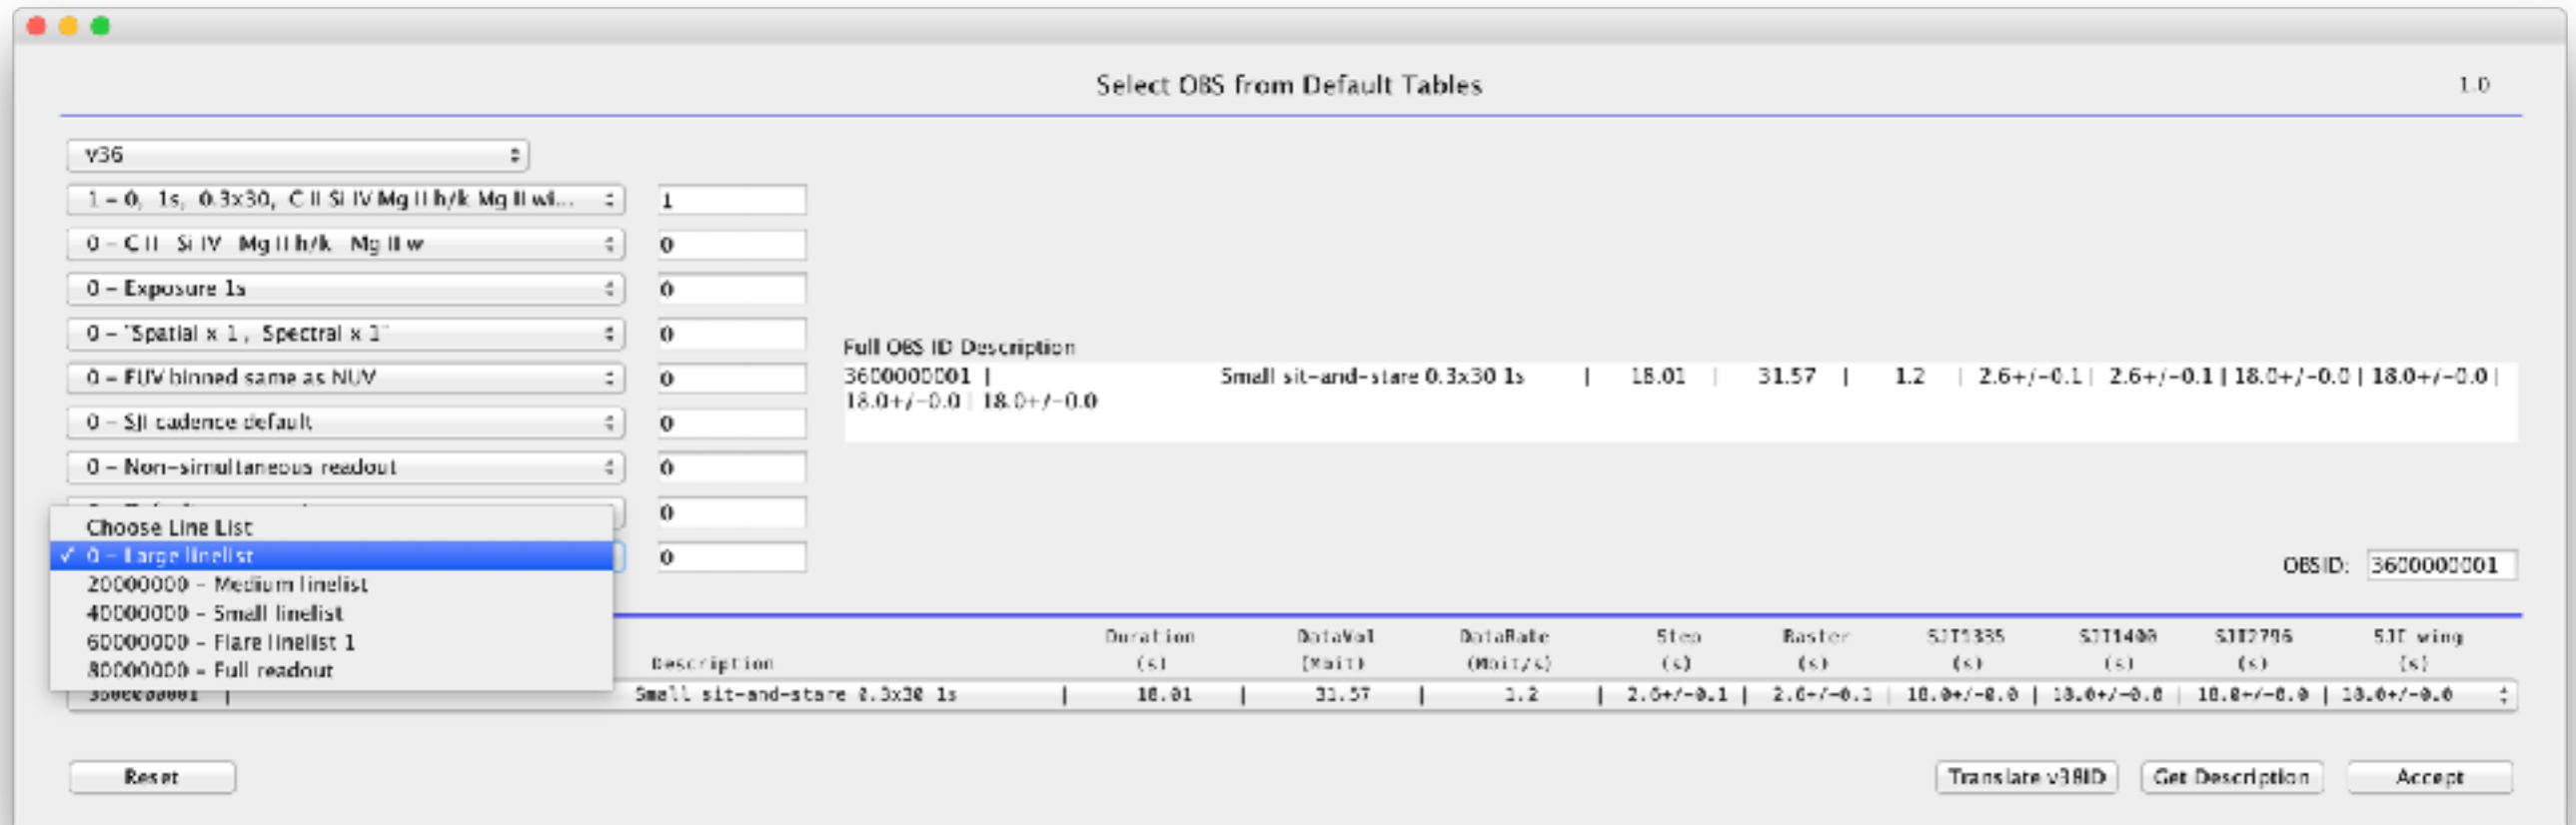 Select OBS from Default Tables
1.0
v36
1 - 0, 1s, 0.3x30, C II Si IV Mg II h/k Mg II wi...
1
0 - C II Si IV Mg II h/k Mg II w
0
0 - Exposure 1s
0
0 - "Spatial x 1, Spectral x 1"
0
0 - FUV binned same as NUV
0
0 - SJI cadence default
0
0 - Non-simultaneous readout
0
0
0
Choose Line List
✓ 0 - Large linelist
20000000 - Medium linelist
40000000 - Small linelist
60000000 - Flare linelist 1
80000000 - Full readout
Full OBS ID Description
3600000001 | Small sit-and-stare 0.3x30 1s | 18.01 | 31.57 | 1.2 | 2.6+/-0.1 | 2.6+/-0.1 | 18.0+/-0.0 | 18.0+/-0.0 |
18.0+/-0.0 | 18.0+/-0.0
OBSID: 3600000001
Duration DataVol DataRate Step Raster SJI1335 SJI1400 SJI2796 SJI wing
Description (s) (Mbit) (Mbit/s) (s) (s) (s) (s) (s) (s)
3600000001 | Small sit-and-stare 0.3x30 1s | 18.01 | 31.57 | 1.2 | 2.6+/-0.1 | 2.6+/-0.1 | 18.0+/-0.0 | 18.0+/-0.0 | 18.0+/-0.0 | 18.0+/-0.0
Reset
Translate v38ID
Get Description
Accept